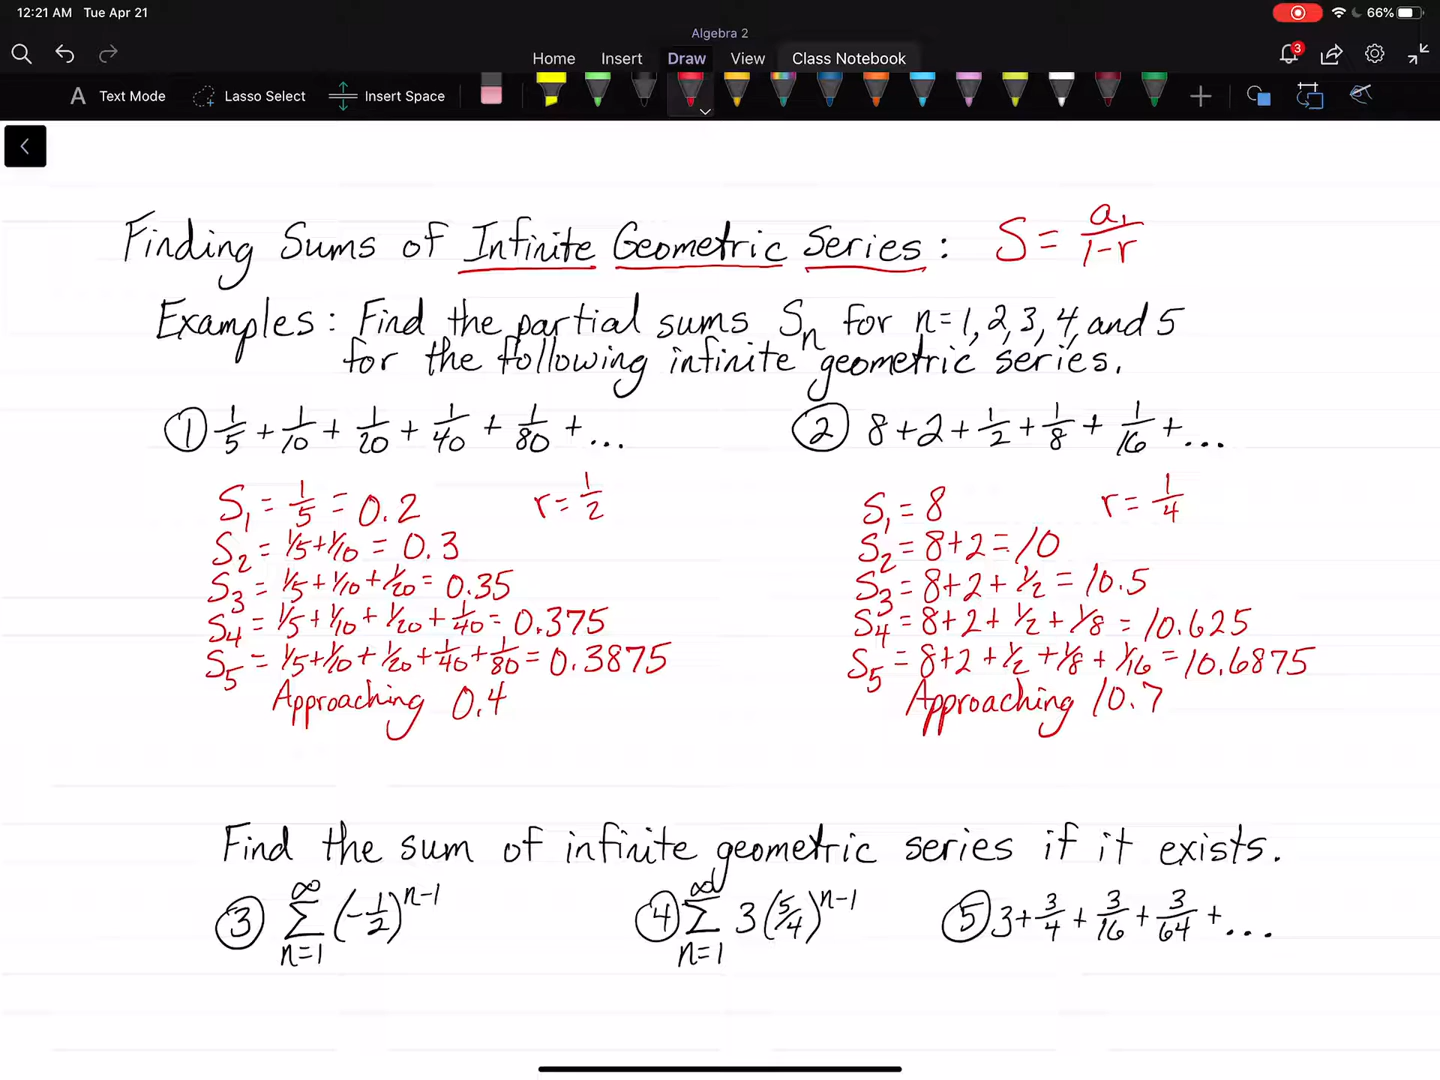 12:21 AM Tue Apr 21
66%
Algebra 2
Home Insert Draw View Class Notebook
3
A Text Mode Lasso Select Insert Space
Finding Sums of Infinite Geometric Series: S = a₁/(1-r)
Examples: Find the partial sums Sₙ for n=1, 2, 3, 4, and 5
for the following infinite geometric series.
① 1/5 + 1/10 + 1/20 + 1/40 + 1/80 + ...
S₁ = 1/5 = 0.2 r = 1/2
S₂ = 1/5 + 1/10 = 0.3
S₃ = 1/5 + 1/10 + 1/20 = 0.35
S₄ = 1/5 + 1/10 + 1/20 + 1/40 = 0.375
S₅ = 1/5 + 1/10 + 1/20 + 1/40 + 1/80 = 0.3875
Approaching 0.4
② 8 + 2 + 1/2 + 1/8 + 1/16 + ...
S₁ = 8 r = 1/4
S₂ = 8 + 2 = 10
S₃ = 8 + 2 + 1/2 = 10.5
S₄ = 8 + 2 + 1/2 + 1/8 = 10.625
S₅ = 8 + 2 + 1/2 + 1/8 + 1/16 = 10.6875
Approaching 10.7
Find the sum of infinite geometric series if it exists.
③ ∞ Σ n=1 (-1/2)ⁿ⁻¹
④ ∞ Σ n=1 3(5/4)ⁿ⁻¹
⑤ 3 + 3/4 + 3/16 + 3/64 + ...